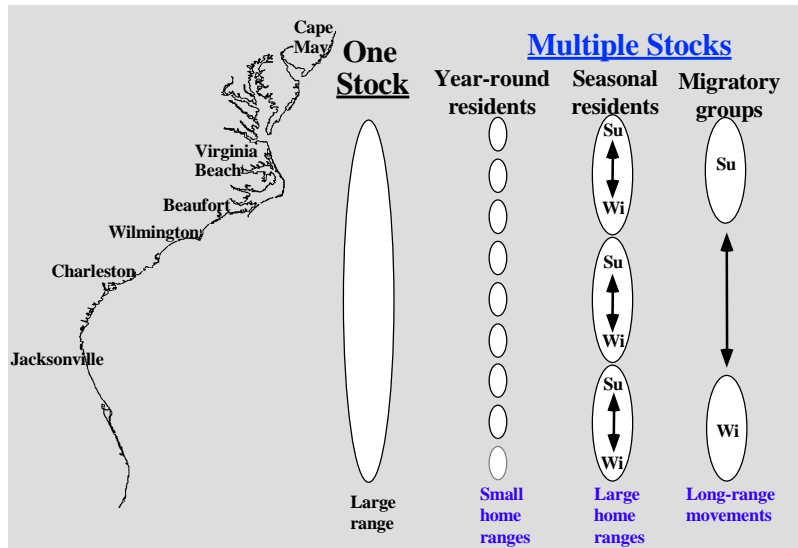 Cape
May
Virginia
Beach
Beaufort
Wilmington
Charleston
Jacksonville
One
Stock
Large
range
Multiple Stocks
Year-round
residents
Small
home
ranges
Seasonal
residents
Su
Wi
Su
Wi
Su
Wi
Large
home
ranges
Migratory
groups
Su
Wi
Long-range
movements